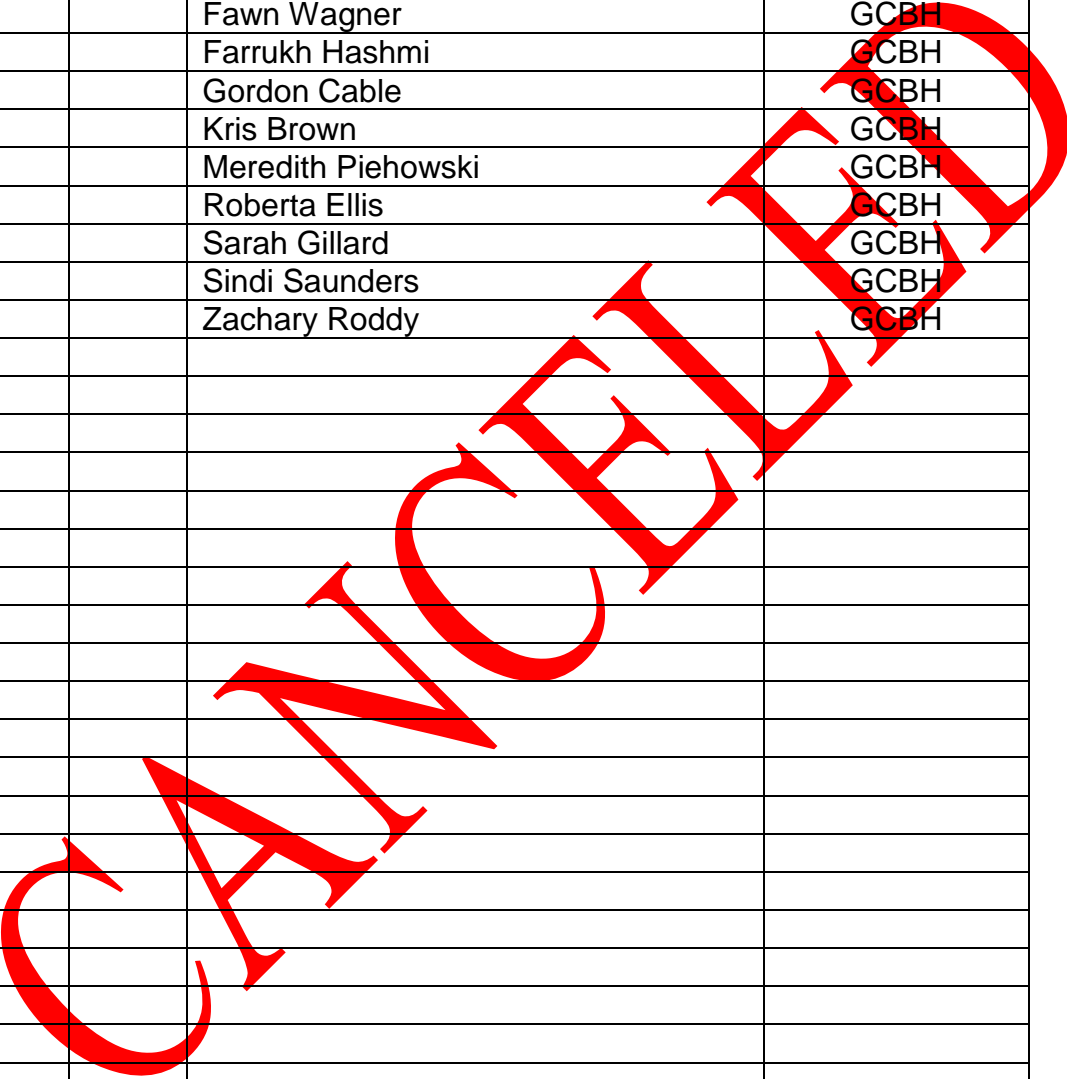 Fawn Wagner GCBH
Farrukh Hashmi GCBH
Gordon Cable GCBH
Kris Brown GCBH
Meredith Piehowski GCBH
Roberta Ellis GCBH
Sarah Gillard GCBH
Sindi Saunders GCBH
Zachary Roddy GCBH
CANCELED